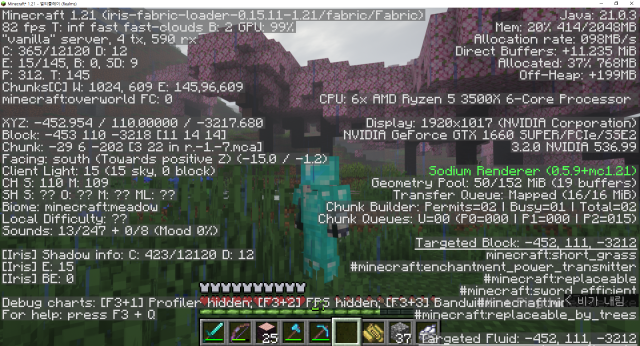 Minecraft* 1.21 - 멀티플레이 (Realms)
Minecraft 1.21 (iris-fabric-loader-0.15.11-1.21/fabric/Fabric)
82 fps T: inf fast fast-clouds B: 2 GPU: 99%
"vanilla" server, 4 tx, 590 rx
C: 365/12120 D: 12
E: 15/145, B: 0, SD: 9
P: 312. T: 145
Chunks[C] W: 1024, 609 E: 145,96,609
minecraft:overworld FC: 0
XYZ: -452.954 / 110.00000 / -3217.680
Block: -453 110 -3218 [11 14 14]
Chunk: -29 6 -202 [3 22 in r.-1.-7.mca]
Facing: south (Towards positive Z) (-15.0 / -1.2)
Client Light: 15 (15 sky, 0 block)
CH S: 110 M: 109
SH S: ?? O: ?? M: ?? ML: ??
Biome: minecraft:meadow
Local Difficulty: ??
Sounds: 13/247 + 0/8 (Mood 0%)
[Iris] Shadow info: C: 423/12120 D: 12
[Iris] E: 15
[Iris] BE: 0
Debug charts: [F3+1] Profiler hidden; [F3+2] FPS hidden; [F3+3] Bandwi
For help: press F3 + Q
Java: 21.0.3
Mem: 20% 414/2048MB
Allocation rate: 098MB/s
Direct Buffers: +11.235 MiB
Allocated: 37% 768MB
Off-Heap: +199MB
CPU: 6x AMD Ryzen 5 3500X 6-Core Processor
Display: 1920x1017 (NVIDIA Corporation)
NVIDIA GeForce GTX 1660 SUPER/PCIe/SSE2
3.2.0 NVIDIA 536.99
Sodium Renderer (0.5.9+mc1.21)
Geometry Pool: 50/152 MiB (19 buffers)
Transfer Queue: Mapped (16/16 MiB)
Chunk Builder: Permits=02 | Busy=01 | Total=02
Chunk Queues: U=00 (P0=000 | P1=000 | P2=015)
Targeted Block: -452, 111, -3212
minecraft:short_grass
#minecraft:enchantment_power_transmitter
#minecraft:replaceable
#minecraft:sword_efficient
#minecraft:
비가 내림
#minecraft:replaceable_by_trees
Targeted Fluid: -452, 111, -3212
25
37